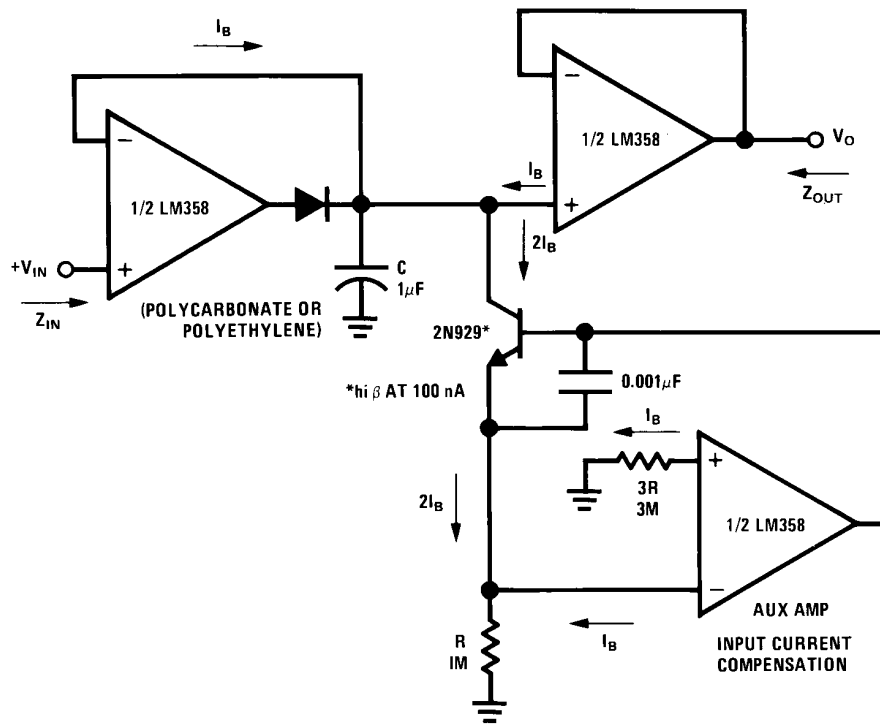 I_B
1/2 LM358
1/2 LM358
V_O
I_B
Z_OUT
+V_IN
Z_IN
2I_B
C
1μF
(POLYCARBONATE OR
POLYETHYLENE)
2N929*
*hi β AT 100 nA
0.001μF
I_B
3R
3M
1/2 LM358
2I_B
AUX AMP
I_B
INPUT CURRENT
COMPENSATION
R
IM